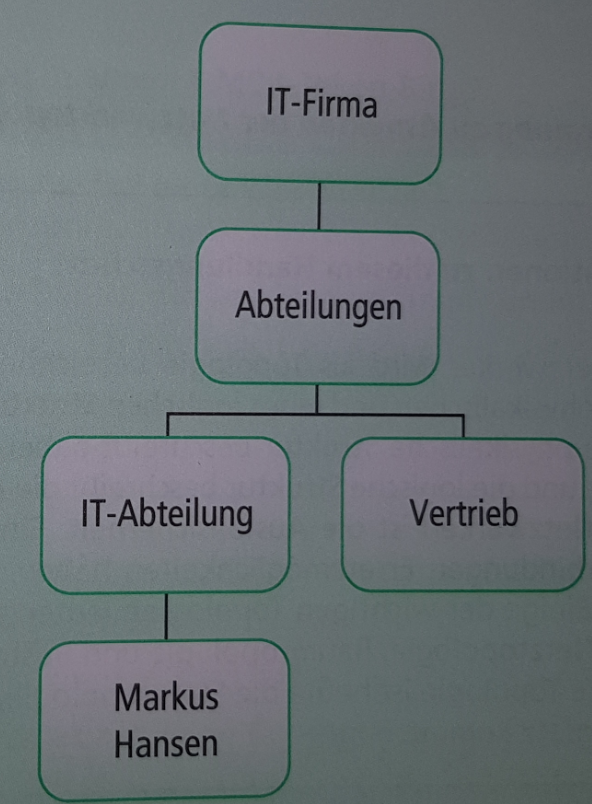 IT-Firma
Abteilungen
IT-Abteilung
Vertrieb
Markus
Hansen